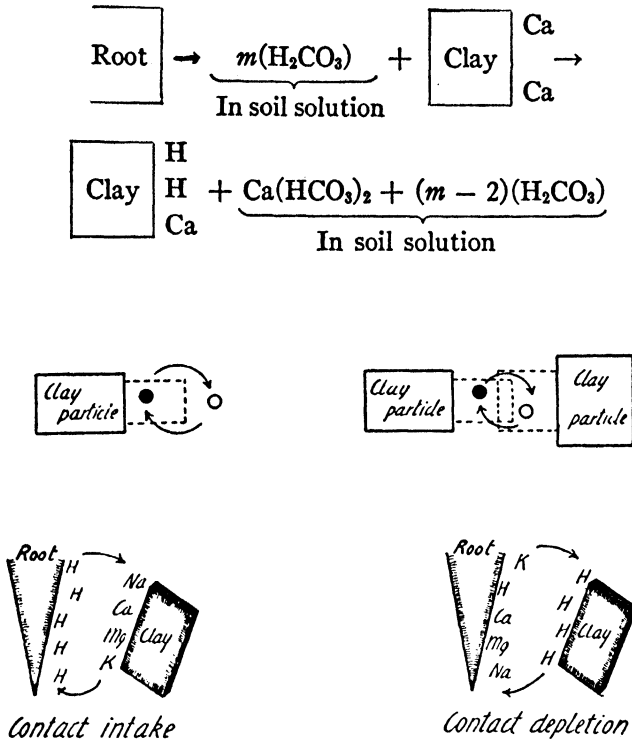 Root → m(H₂CO₃) + Clay Ca Ca →
In soil solution
Clay H H Ca + Ca(HCO₃)₂ + (m − 2)(H₂CO₃)
In soil solution
Clay particle
Clay particle
Clay particle
Root
H
H
H
H
H
Na
Ca
Mg
K
Clay
Contact intake
Root
K
H
Ca
Mg
Na
H
H
H
H
Clay
Contact depletion